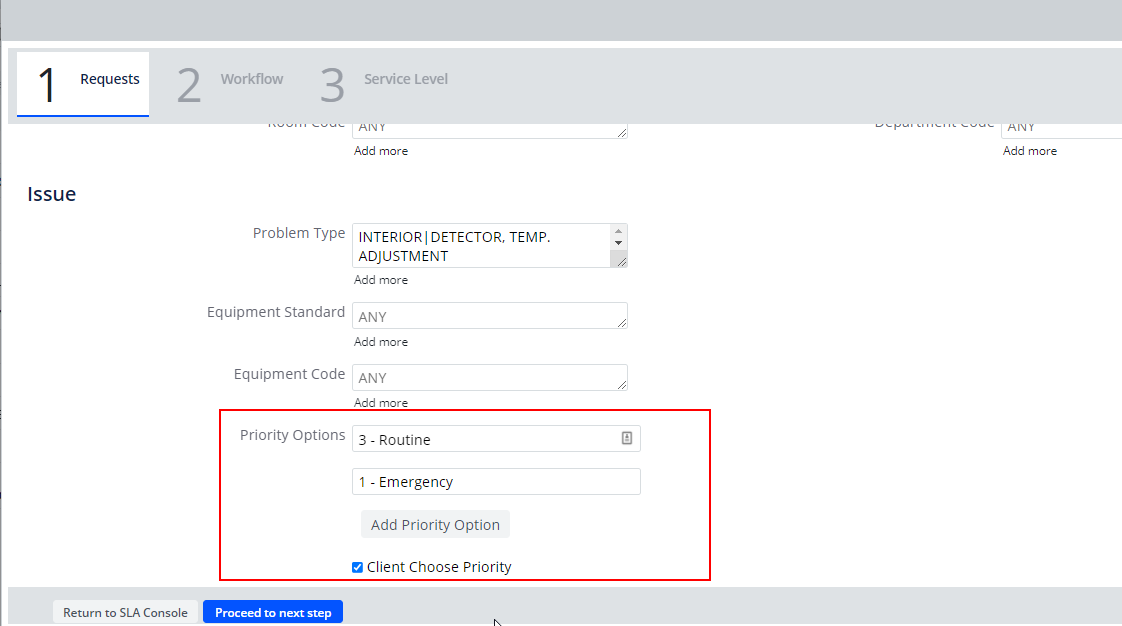 1 Requests 2 Workflow 3 Service Level
Room Code ANY Department Code ANY
Add more Add more
Issue
Problem Type INTERIOR|DETECTOR, TEMP.
ADJUSTMENT
Add more
Equipment Standard ANY
Add more
Equipment Code ANY
Add more
Priority Options 3 - Routine
1 - Emergency
Add Priority Option
Client Choose Priority
Return to SLA Console Proceed to next step